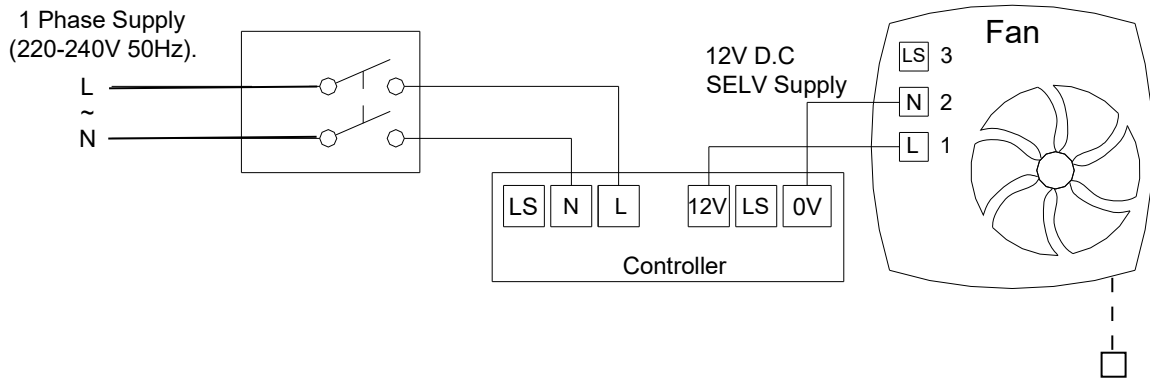 1 Phase Supply
(220-240V 50Hz).
L
~
N
12V D.C
SELV Supply
Fan
LS 3
N 2
L 1
LS N L 12V LS 0V
Controller